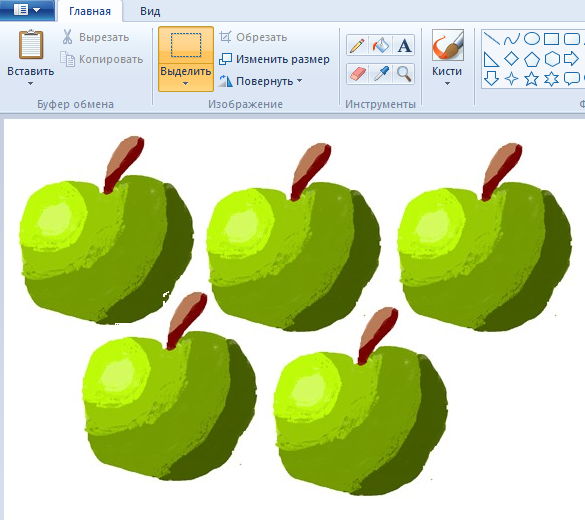 Главная Вид
Вставить
Вырезать
Копировать
Буфер обмена
Выделить
Обрезать
Изменить размер
Повернуть
Изображение
A
Инструменты
Кисти